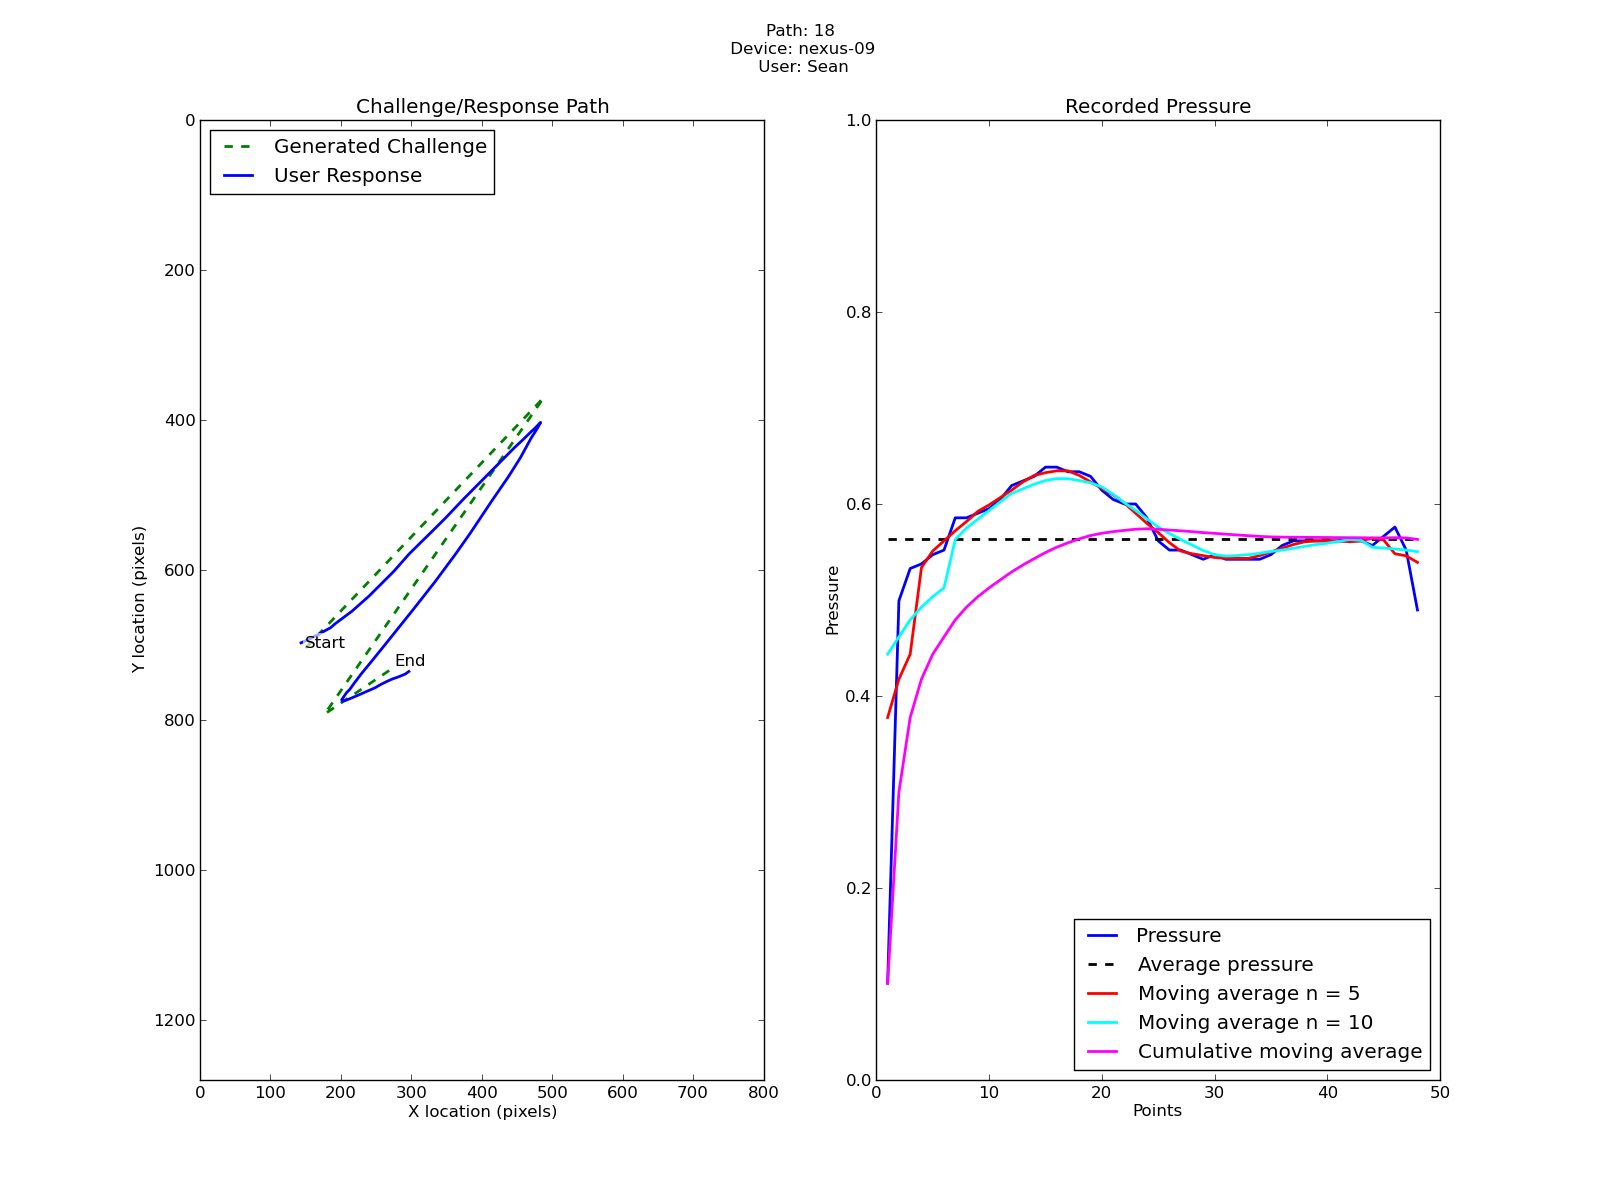 Path: 18
Device: nexus-09
User: Sean
Challenge/Response Path
Generated Challenge
User Response
0
200
400
600
800
1000
1200
Y location (pixels)
Start
End
0 100 200 300 400 500 600 700 800
X location (pixels)
Recorded Pressure
1.0
0.8
0.6
0.4
0.2
0.0
Pressure
Pressure
Average pressure
Moving average n = 5
Moving average n = 10
Cumulative moving average
0 10 20 30 40 50
Points